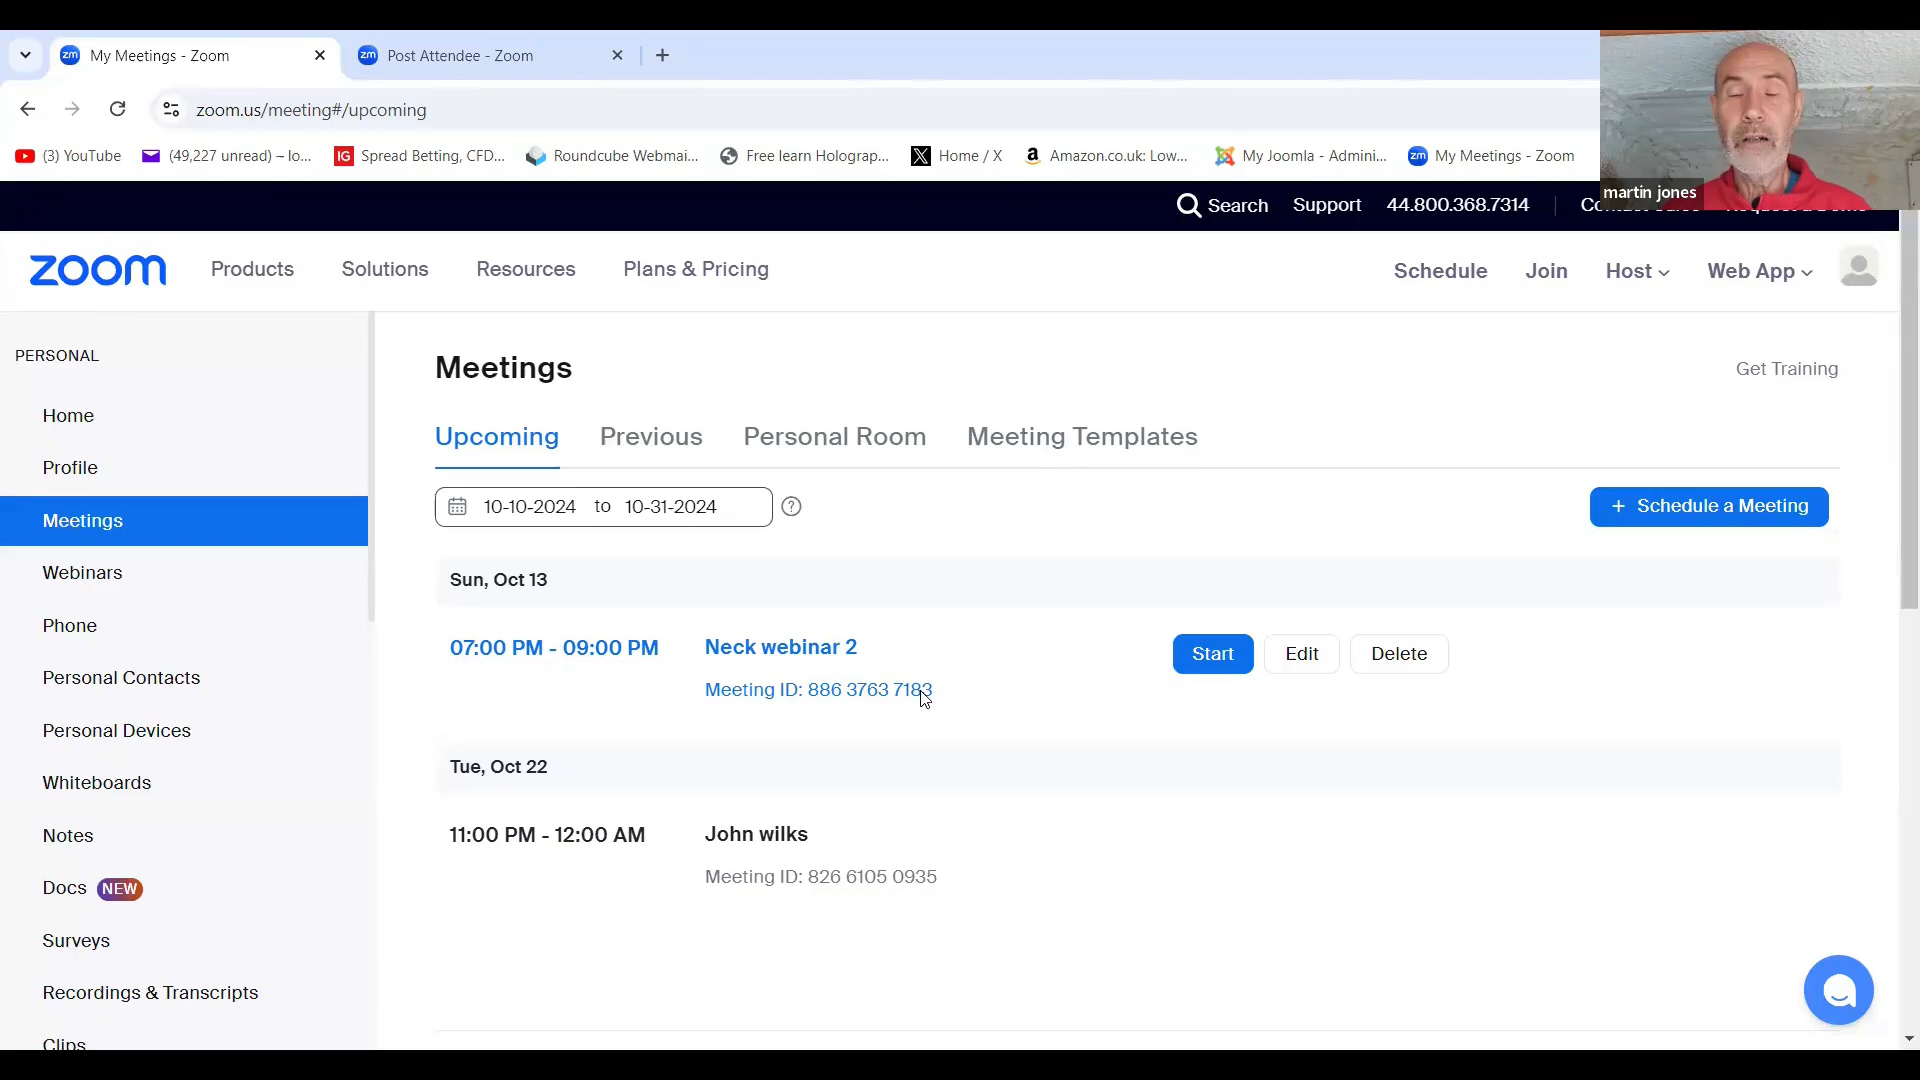 My Meetings - Zoom
Post Attendee - Zoom
zoom.us/meeting#/upcoming
(3) YouTube
(49,227 unread) – lo...
IG Spread Betting, CFD...
Roundcube Webmai...
Free learn Holograp...
Home / X
Amazon.co.uk: Low...
My Joomla - Admini...
My Meetings - Zoom
martin jones
Search
Support
44.800.368.7314
zoom
Products
Solutions
Resources
Plans & Pricing
Schedule
Join
Host
Web App
PERSONAL
Home
Profile
Meetings
Webinars
Phone
Personal Contacts
Personal Devices
Whiteboards
Notes
Docs NEW
Surveys
Recordings & Transcripts
Clips
Meetings
Get Training
Upcoming
Previous
Personal Room
Meeting Templates
10-10-2024 to 10-31-2024
+ Schedule a Meeting
Sun, Oct 13
07:00 PM - 09:00 PM
Neck webinar 2
Meeting ID: 886 3763 7183
Start
Edit
Delete
Tue, Oct 22
11:00 PM - 12:00 AM
John wilks
Meeting ID: 826 6105 0935